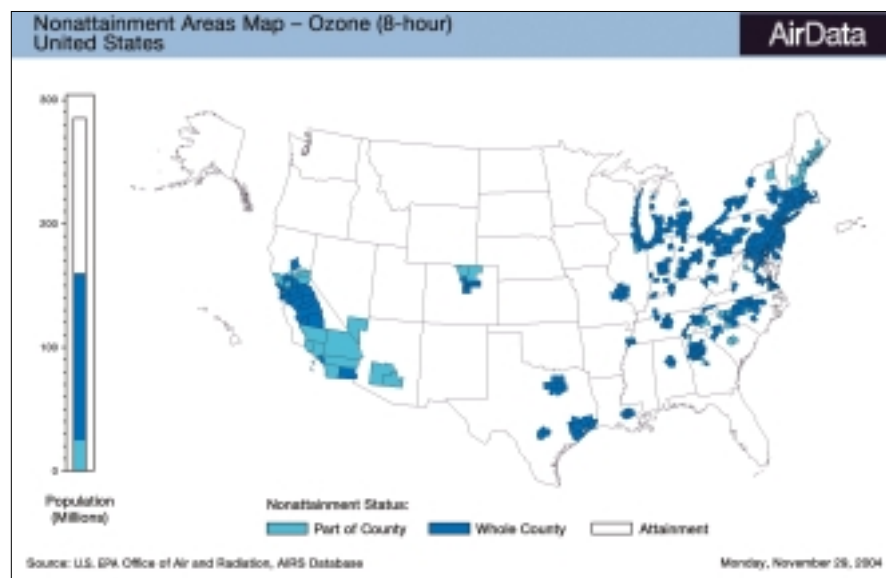 Nonattainment Areas Map – Ozone (8-hour)
United States
AirData
300
200
100
0
Population
(Millions)
Nonattainment Status:
Part of County
Whole County
Attainment
Source: U.S. EPA Office of Air and Radiation, AIRS Database
Monday, November 29, 2004